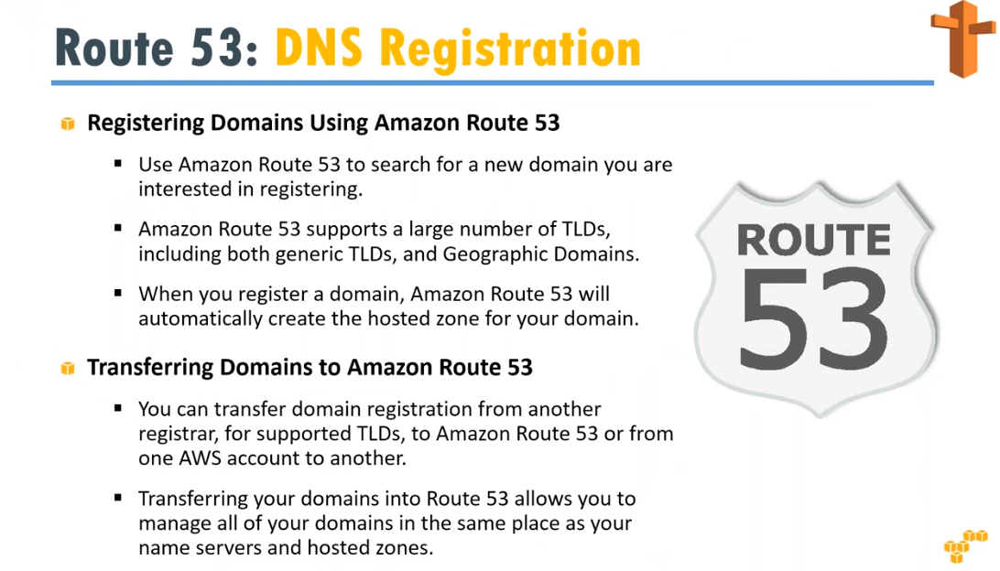 Route 53: DNS Registration
Registering Domains Using Amazon Route 53
Use Amazon Route 53 to search for a new domain you are
interested in registering.
Amazon Route 53 supports a large number of TLDs,
including both generic TLDs, and Geographic Domains.
When you register a domain, Amazon Route 53 will
automatically create the hosted zone for your domain.
Transferring Domains to Amazon Route 53
You can transfer domain registration from another
registrar, for supported TLDs, to Amazon Route 53 or from
one AWS account to another.
Transferring your domains into Route 53 allows you to
manage all of your domains in the same place as your
name servers and hosted zones.
ROUTE
53